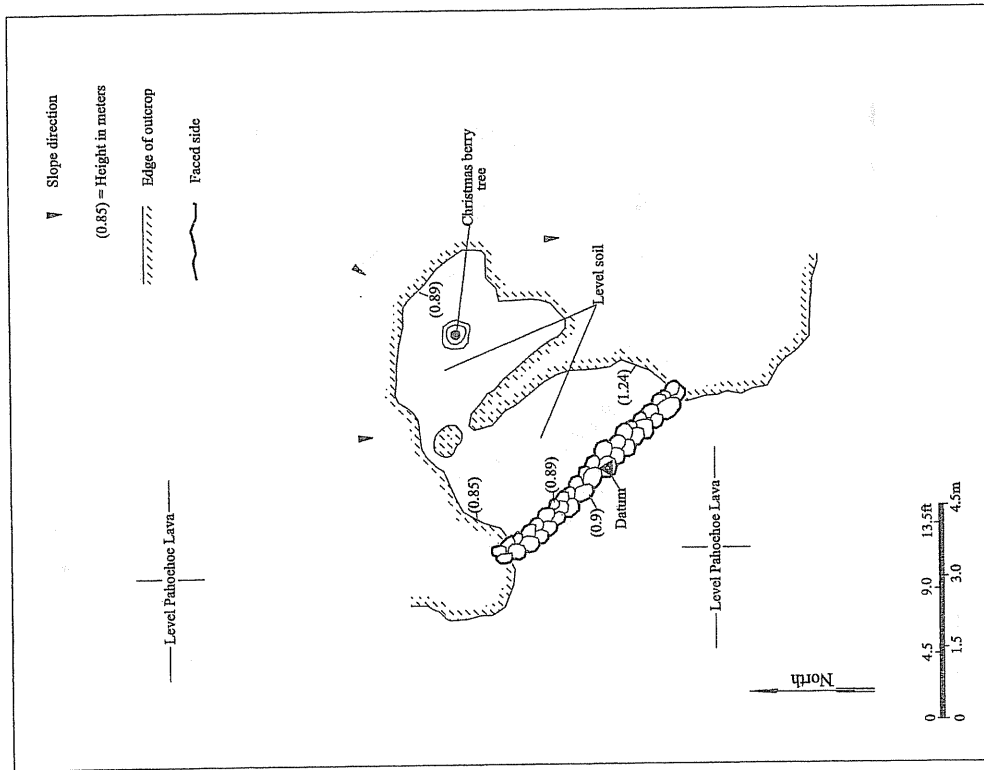 Slope direction
(0.85) = Height in meters
Edge of outcrop
Faced side
Christmas berry
tree
(0.89)
Level soil
(1.24)
(0.85)
(0.89)
(0.9)
Datum
Level Pahoehoe Lava
Level Pahoehoe Lava
North
0 4.5 9.0 13.5ft
0 1.5 3.0 4.5m